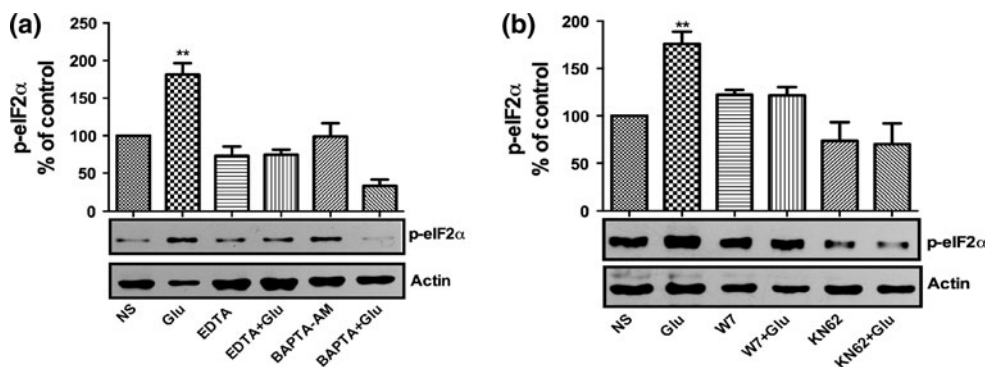 (a)
p-eIF2α
% of control
250
200
150
100
50
0
**
p-eIF2α
Actin
NS
Glu
EDTA
EDTA+Glu
BAPTA-AM
BAPTA+Glu
(b)
p-eIF2α
% of control
200
150
100
50
0
**
p-eIF2α
Actin
NS
Glu
W7
W7+Glu
KN62
KN62+Glu